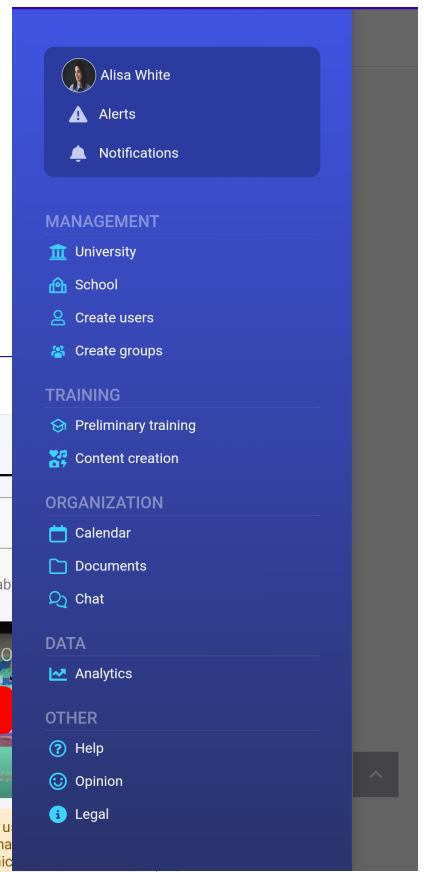 Alisa White
Alerts
Notifications
MANAGEMENT
University
School
Create users
Create groups
TRAINING
Preliminary training
Content creation
ORGANIZATION
Calendar
Documents
Chat
DATA
Analytics
OTHER
Help
Opinion
Legal